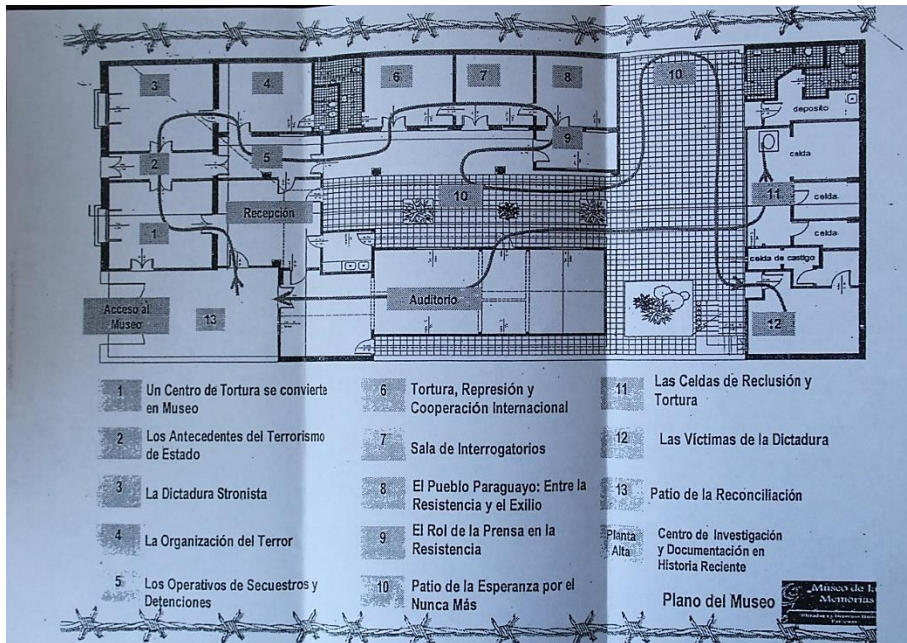 3
4
6
7
8
10
deposito
celda
2
5
9
11
celda
10
Recepción
1
celda
celda de castigo
Auditorio
Acceso al
Museo
13
12
1 Un Centro de Tortura se convierte
en Museo
2 Los Antecedentes del Terrorismo
de Estado
3 La Dictadura Stronista
4 La Organización del Terror
5 Los Operativos de Secuestros y
Detenciones
6 Tortura, Represión y
Cooperación Internacional
7 Sala de Interrogatorios
8 El Pueblo Paraguayo: Entre la
Resistencia y el Exilio
9 El Rol de la Prensa en la
Resistencia
10 Patio de la Esperanza por el
Nunca Más
11 Las Celdas de Reclusión y
Tortura
12 Las Víctimas de la Dictadura
13 Patio de la Reconciliación
Planta
Alta
Centro de Investigación
y Documentación en
Historia Reciente
Plano del Museo
Museo de la
Memorias